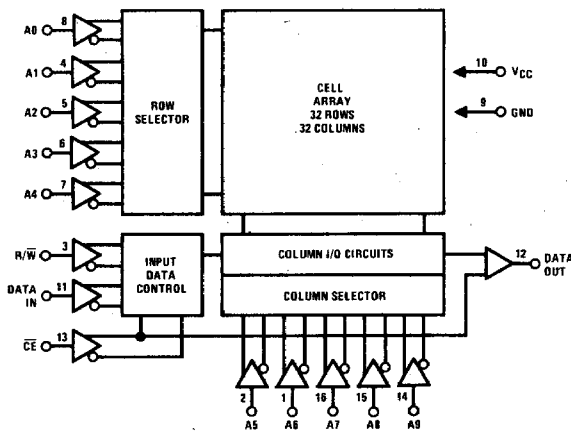 A0 8
A1 4
A2 5
A3 6
A4 7
ROW
SELECTOR
CELL
ARRAY
32 ROWS
32 COLUMNS
10 VCC
9 GND
R/W̅ 3
DATA
IN 11
C̅E̅ 13
INPUT
DATA
CONTROL
COLUMN I/O CIRCUITS
COLUMN SELECTOR
12 DATA
OUT
2 1 16 15 14
A5 A6 A7 A8 A9